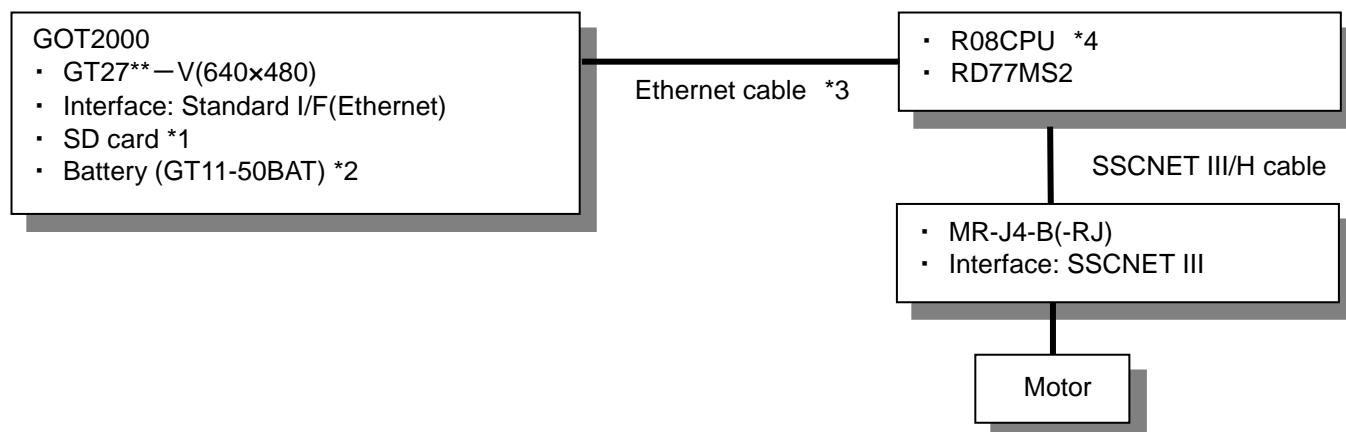 GOT2000
・ GT27**－V(640×480)
・ Interface: Standard I/F(Ethernet)
・ SD card *1
・ Battery (GT11-50BAT) *2
Ethernet cable *3
・ R08CPU *4
・ RD77MS2
SSCNET III/H cable
・ MR-J4-B(-RJ)
・ Interface: SSCNET III
Motor